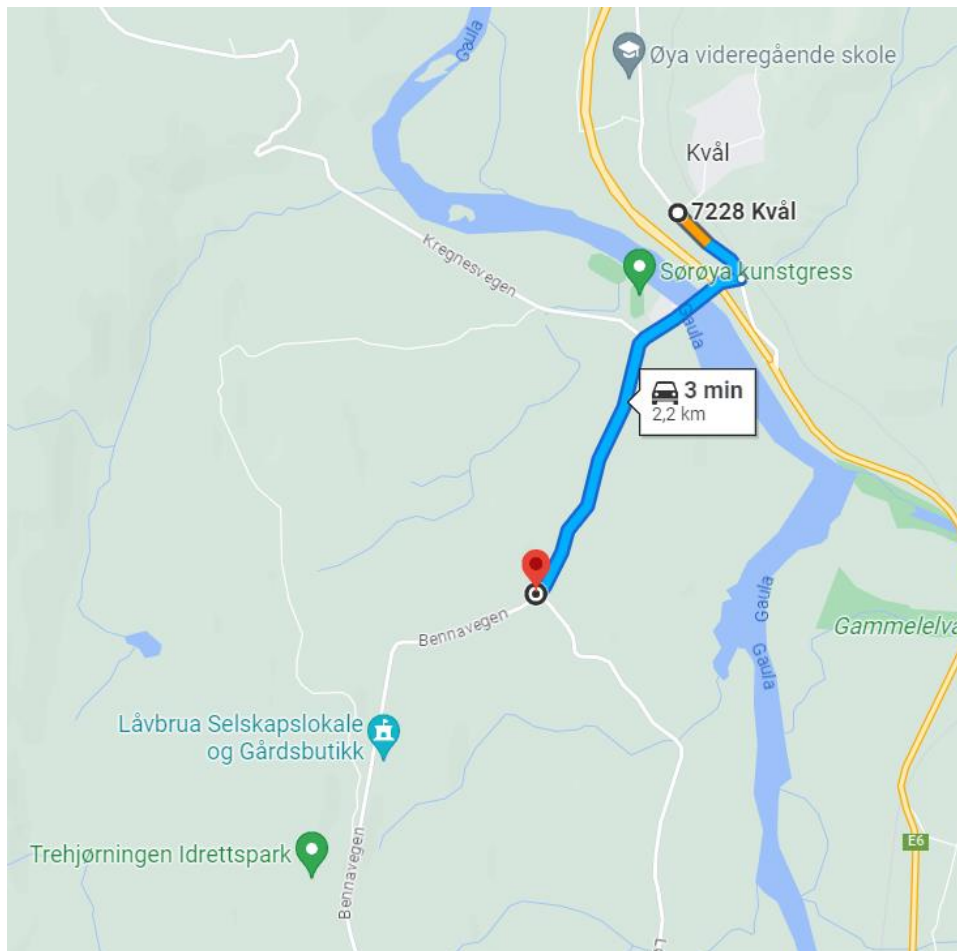 Gaula
Øya videregående skole
Kvål
7228 Kvål
Kregnesvegen
Sørøya kunstgress
Gaula
3 min
2,2 km
Gaula
Gammelelva
Bennavegen
Gaula
Låvbrua Selskapslokale
og Gårdsbutikk
E6
Trehjørningen Idrettspark
Bennavegen